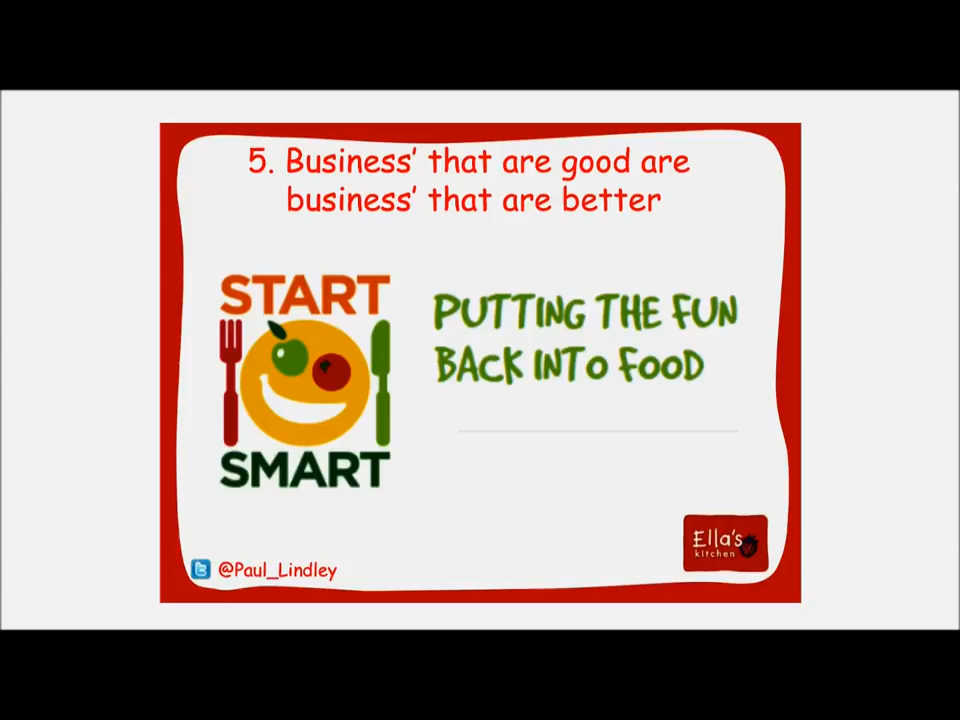 5. Business’ that are good are
business’ that are better
START
SMART
PUTTING THE FUN
BACK INTO FOOD
Ella's
kitchen
@Paul_Lindley